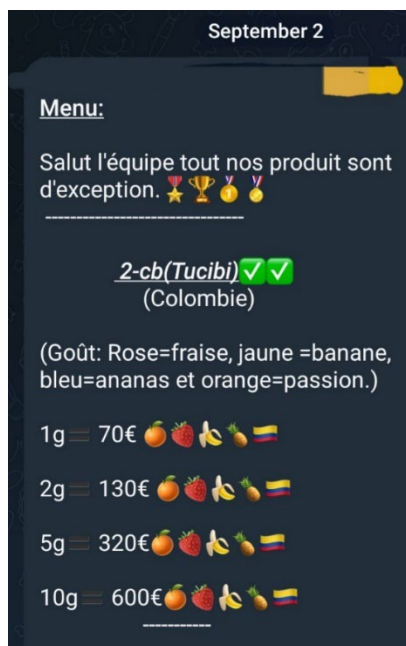 September 2
Menu:
Salut l'équipe tout nos produit sont
d'exception.🎖️🏆🥇🏅
--------------------------------
2-cb(Tucibi)✅✅
(Colombie)
(Goût: Rose=fraise, jaune =banane,
bleu=ananas et orange=passion.)
1g🟰 70€ 🍊🍓🍌🍍🇨🇴
2g🟰 130€ 🍊🍓🍌🍍🇨🇴
5g🟰 320€🍊🍓🍌🍍🇨🇴
10g🟰 600€🍊🍓🍌🍍🇨🇴
-----------